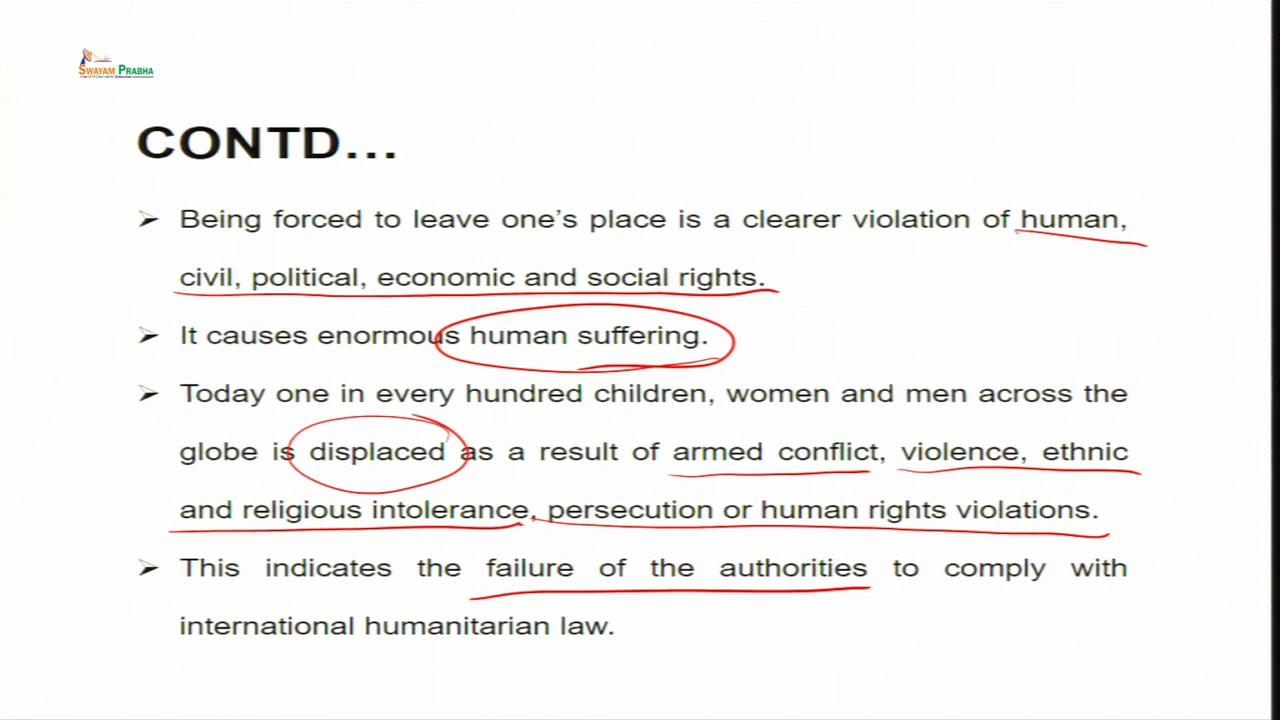 SWAYAM PRABHA
CONTD...
➢ Being forced to leave one's place is a clearer violation of human,
civil, political, economic and social rights.
➢ It causes enormous human suffering.
➢ Today one in every hundred children, women and men across the
globe is displaced as a result of armed conflict, violence, ethnic
and religious intolerance, persecution or human rights violations.
➢ This indicates the failure of the authorities to comply with
international humanitarian law.